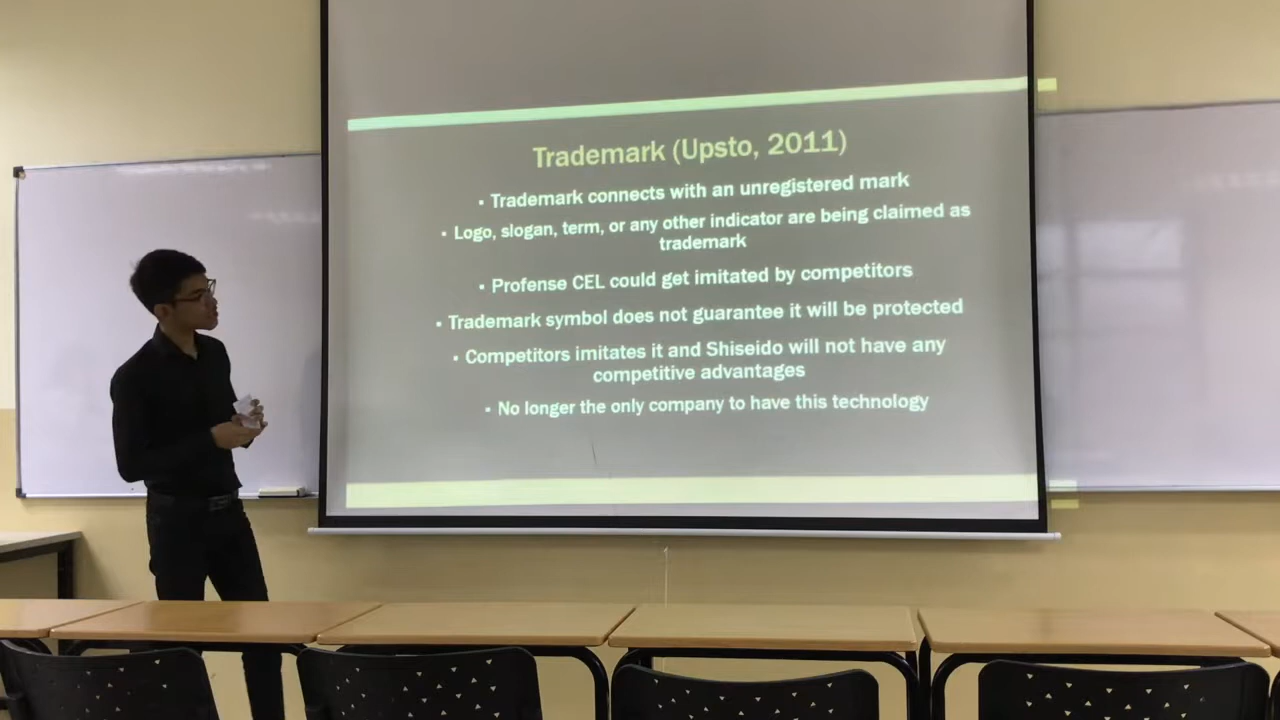 Trademark (Upsto, 2011)
▪ Trademark connects with an unregistered mark
▪ Logo, slogan, term, or any other indicator are being claimed as
trademark
▪ Profense CEL could get imitated by competitors
▪ Trademark symbol does not guarantee it will be protected
▪ Competitors imitates it and Shiseido will not have any
competitive advantages
▪ No longer the only company to have this technology